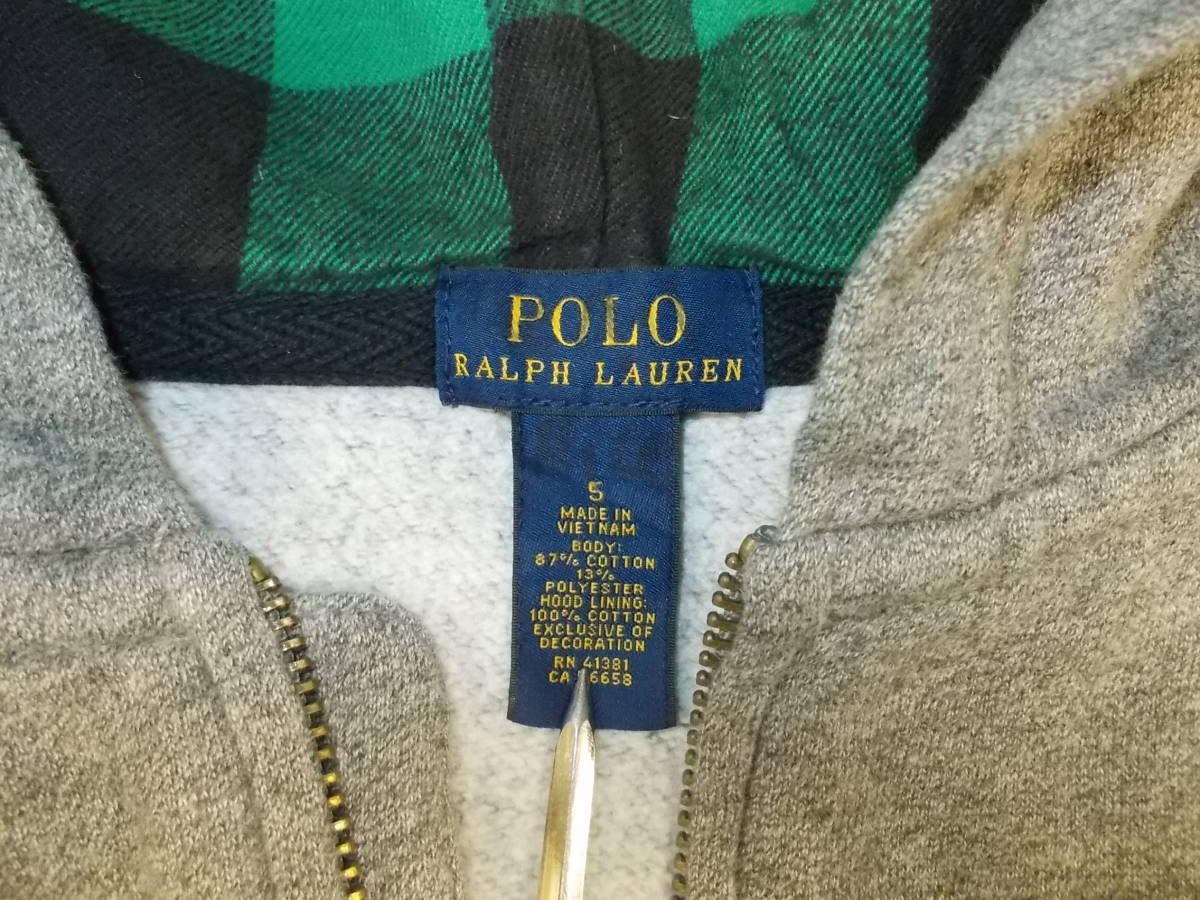 POLO
RALPH LAUREN
5
MADE IN
VIETNAM
BODY:
87% COTTON
13%
POLYESTER
HOOD LINING:
100% COTTON
EXCLUSIVE OF
DECORATION
RN 41381
CA